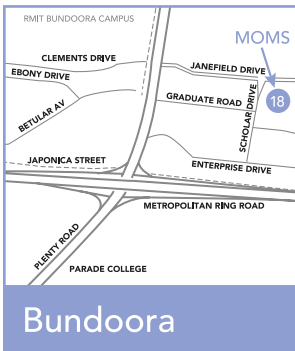 RMIT BUNDOORA CAMPUS
MOMS
CLEMENTS DRIVE
JANEFIELD DRIVE
EBONY DRIVE
GRADUATE ROAD
18
BETULAR AV
SCHOLAR DRIVE
JAPONICA STREET
ENTERPRISE DRIVE
METROPOLITAN RING ROAD
PLENTY ROAD
PARADE COLLEGE
Bundoora